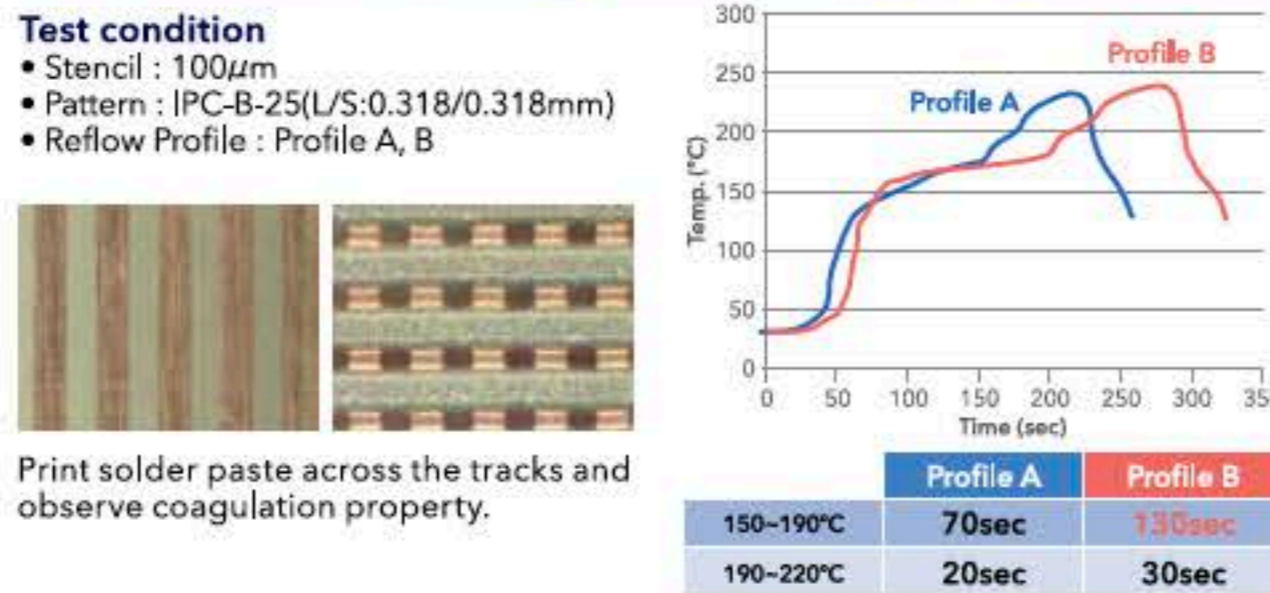 Test condition
• Stencil : 100μm
• Pattern : IPC-B-25(L/S:0.318/0.318mm)
• Reflow Profile : Profile A, B
Print solder paste across the tracks and
observe coagulation property.
300
250
200
150
100
50
0
Temp. (°C)
Profile A
Profile B
0 50 100 150 200 250 300 35
Time (sec)
Profile A Profile B
150~190°C 70sec 130sec
190~220°C 20sec 30sec